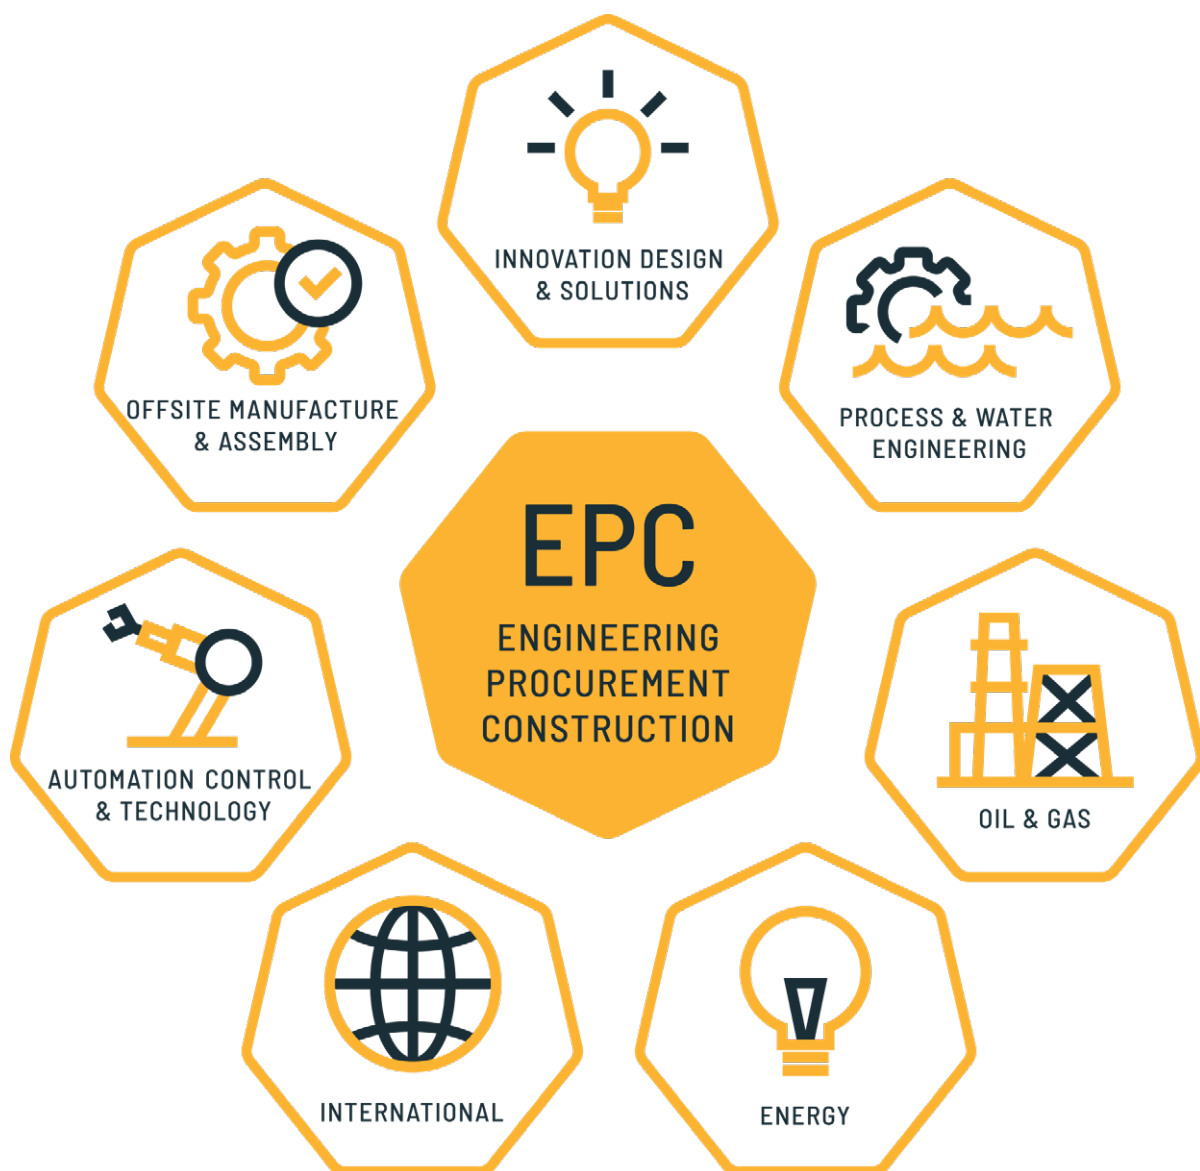 INNOVATION DESIGN
& SOLUTIONS
OFFSITE MANUFACTURE
& ASSEMBLY
PROCESS & WATER
ENGINEERING
EPC
ENGINEERING
PROCUREMENT
CONSTRUCTION
AUTOMATION CONTROL
& TECHNOLOGY
OIL & GAS
INTERNATIONAL
ENERGY